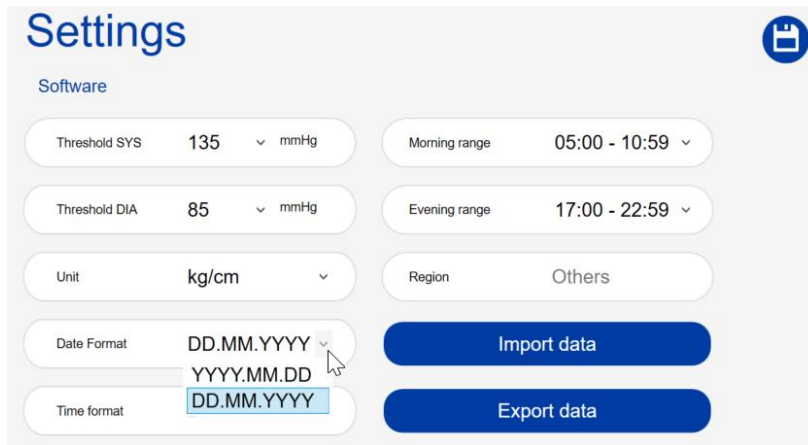 Settings
Software
Threshold SYS 135 mmHg
Morning range 05:00 - 10:59
Threshold DIA 85 mmHg
Evening range 17:00 - 22:59
Unit kg/cm
Region Others
Date Format DD.MM.YYYY
Import data
YYYY.MM.DD
DD.MM.YYYY
Time format
Export data